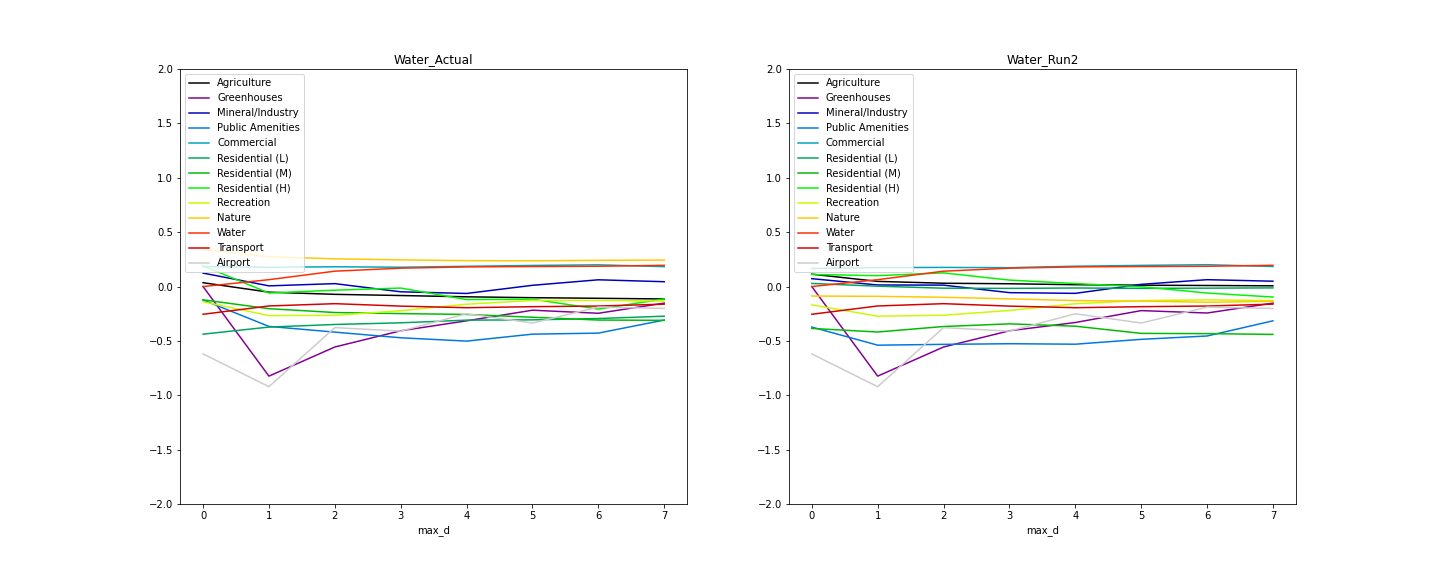 Water_Actual
2.0
1.5
1.0
0.5
0.0
−0.5
−1.0
−1.5
−2.0
Agriculture
Greenhouses
Mineral/Industry
Public Amenities
Commercial
Residential (L)
Residential (M)
Residential (H)
Recreation
Nature
Water
Transport
Airport
0 1 2 3 4 5 6 7
max_d
Water_Run2
2.0
1.5
1.0
0.5
0.0
−0.5
−1.0
−1.5
−2.0
Agriculture
Greenhouses
Mineral/Industry
Public Amenities
Commercial
Residential (L)
Residential (M)
Residential (H)
Recreation
Nature
Water
Transport
Airport
0 1 2 3 4 5 6 7
max_d